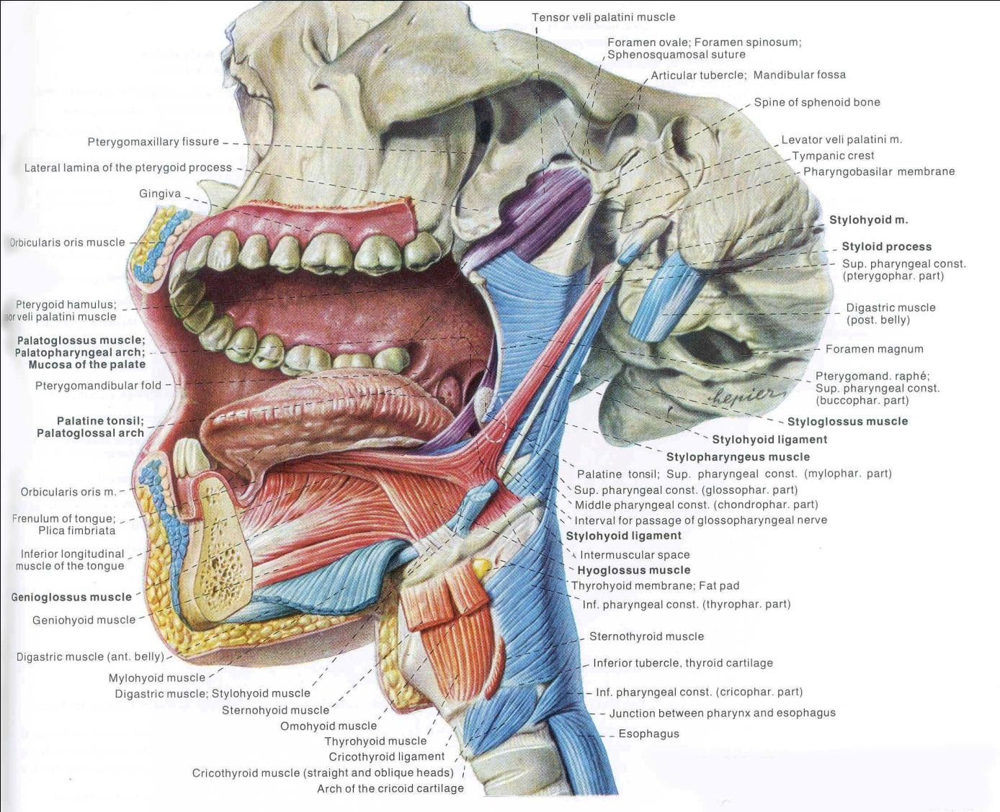 Tensor veli palatini muscle
Foramen ovale; Foramen spinosum;
Sphenosquamosal suture
Articular tubercle; Mandibular fossa
Spine of sphenoid bone
Levator veli palatini m.
Tympanic crest
Pharyngobasilar membrane
Stylohyoid m.
Styloid process
Sup. pharyngeal const.
(pterygophar. part)
Digastric muscle
(post. belly)
Foramen magnum
Pterygomand. raphé;
Sup. pharyngeal const.
(buccophar. part)
lepier
Styloglossus muscle
Stylohyoid ligament
Stylopharyngeus muscle
Palatine tonsil; Sup. pharyngeal const. (mylophar. part)
Sup. pharyngeal const. (glossophar. part)
Middle pharyngeal const. (chondrophar. part)
Interval for passage of glossopharyngeal nerve
Stylohyoid ligament
Intermuscular space
Hyoglossus muscle
Thyrohyoid membrane; Fat pad
Inf. pharyngeal const. (thyrophar. part)
Sternothyroid muscle
Inferior tubercle, thyroid cartilage
Inf. pharyngeal const. (cricophar. part)
Junction between pharynx and esophagus
Esophagus
Pterygomaxillary fissure
Lateral lamina of the pterygoid process
Gingiva
Orbicularis oris muscle
Pterygoid hamulus;
sor veli palatini muscle
Palatoglossus muscle;
Palatopharyngeal arch;
Mucosa of the palate
Pterygomandibular fold
Palatine tonsil;
Palatoglossal arch
Orbicularis oris m.
Frenulum of tongue;
Plica fimbriata
Inferior longitudinal
muscle of the tongue
Genioglossus muscle
Geniohyoid muscle
Digastric muscle (ant. belly)
Mylohyoid muscle
Digastric muscle; Stylohyoid muscle
Sternohyoid muscle
Omohyoid muscle
Thyrohyoid muscle
Cricothyroid ligament
Cricothyroid muscle (straight and oblique heads)
Arch of the cricoid cartilage